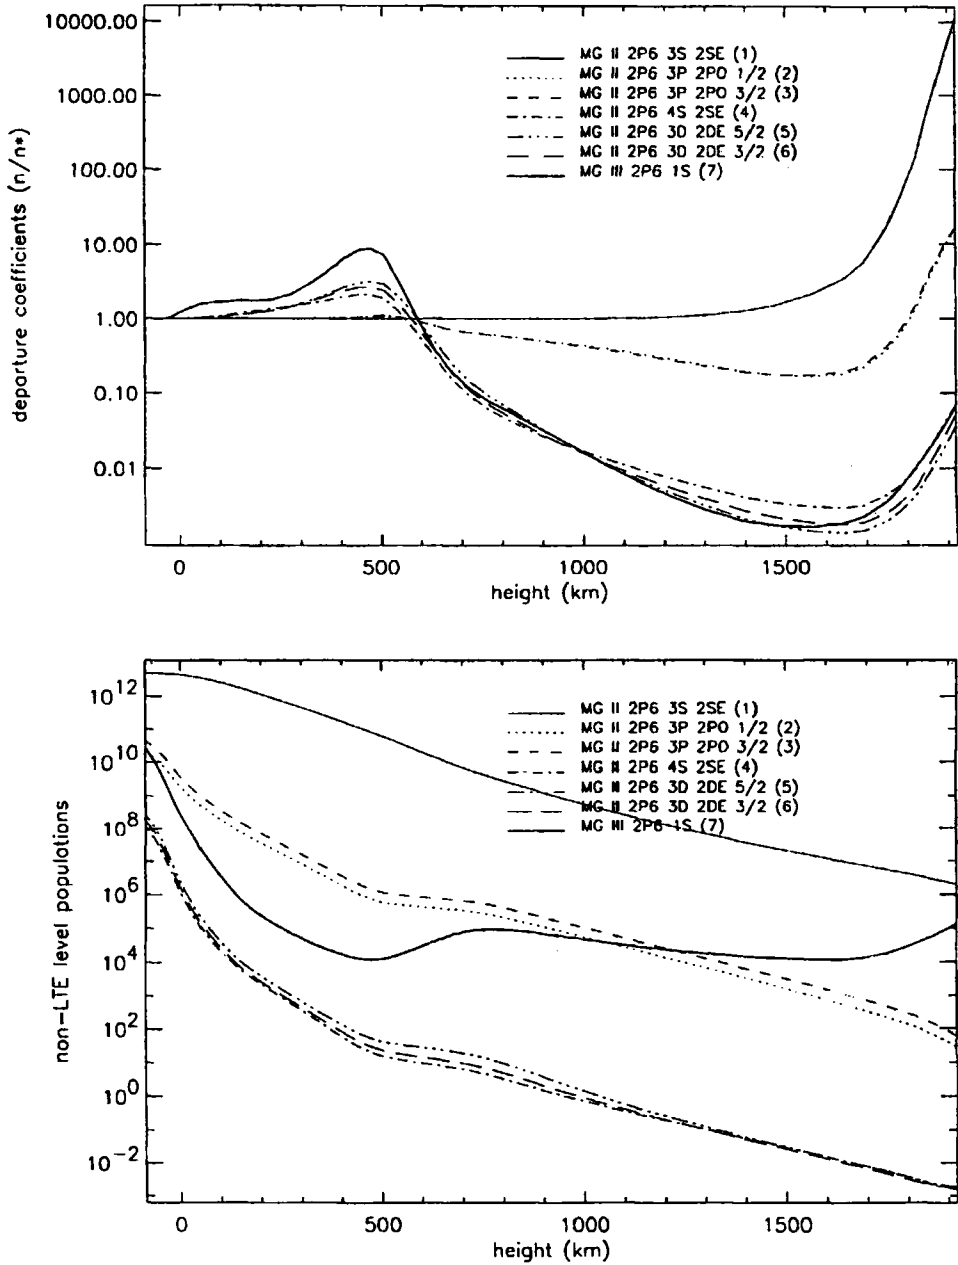 10000.00
1000.00
100.00
10.00
1.00
0.10
0.01
departure coefficients (n/n*)
MG II 2P6 3S 2SE (1)
MG II 2P6 3P 2PO 1/2 (2)
MG II 2P6 3P 2PO 3/2 (3)
MG II 2P6 4S 2SE (4)
MG II 2P6 3D 2DE 5/2 (5)
MG II 2P6 3D 2DE 3/2 (6)
MG III 2P6 1S (7)
0 500 1000 1500
height (km)
10^12
10^10
10^8
10^6
10^4
10^2
10^0
10^-2
non-LTE level populations
MG II 2P6 3S 2SE (1)
MG II 2P6 3P 2PO 1/2 (2)
MG II 2P6 3P 2PO 3/2 (3)
MG II 2P6 4S 2SE (4)
MG II 2P6 3D 2DE 5/2 (5)
MG II 2P6 3D 2DE 3/2 (6)
MG III 2P6 1S (7)
0 500 1000 1500
height (km)